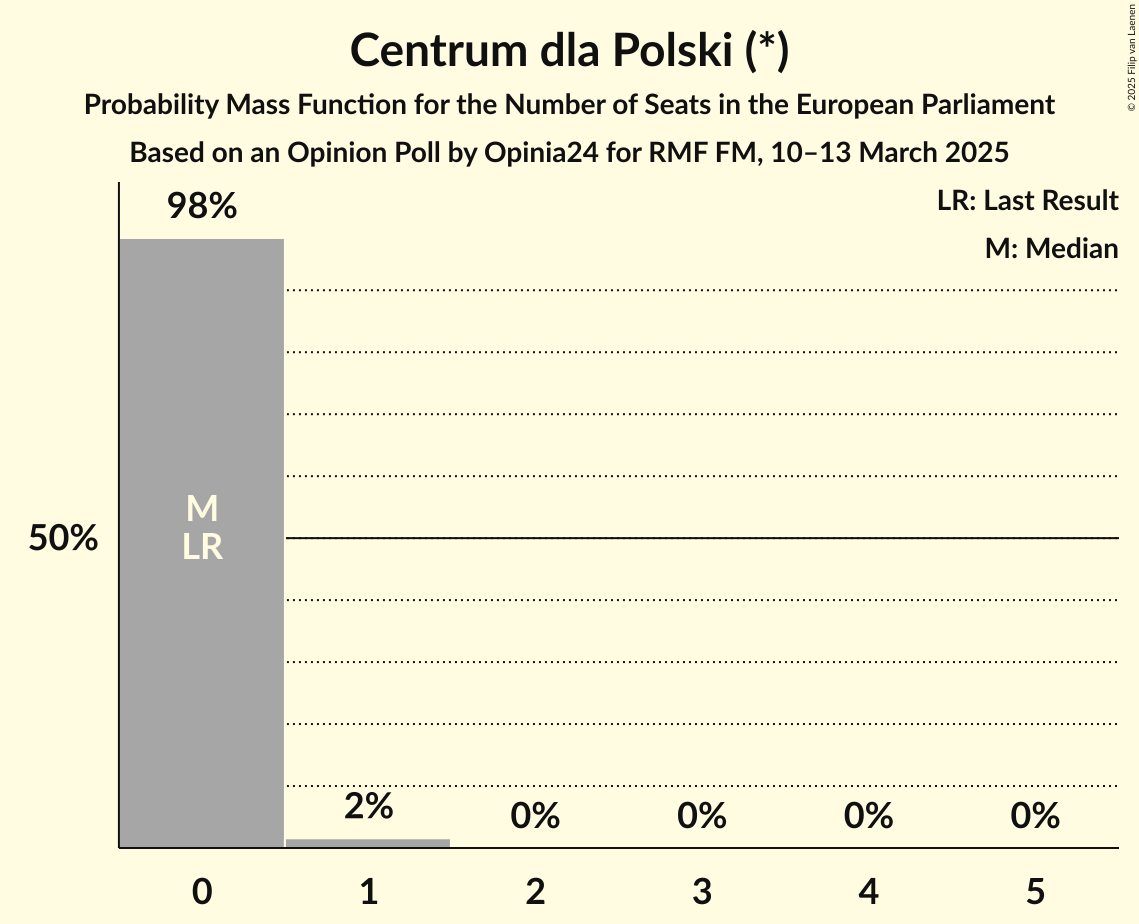 Centrum dla Polski (*)
Probability Mass Function for the Number of Seats in the European Parliament
Based on an Opinion Poll by Opinia24 for RMF FM, 10–13 March 2025
© 2025 Filip van Laenen
LR: Last Result
M: Median
98%
M
LR
50%
2%
0%
0%
0%
0%
0
1
2
3
4
5